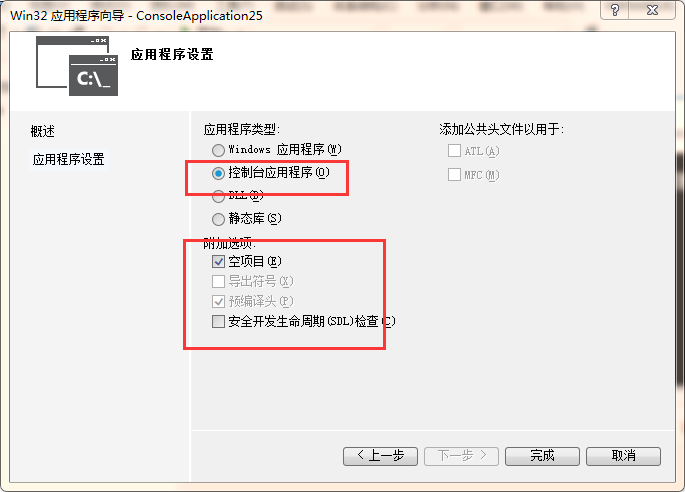 Win32 应用程序向导 - ConsoleApplication25
C:\_
应用程序设置
概述
应用程序设置
应用程序类型:
Windows 应用程序(W)
控制台应用程序(O)
DLL(D)
静态库(S)
附加选项:
空项目(E)
导出符号(X)
预编译头(P)
安全开发生命周期(SDL)检查(C)
添加公共头文件以用于:
ATL(A)
MFC(M)
< 上一步
下一步 >
完成
取消